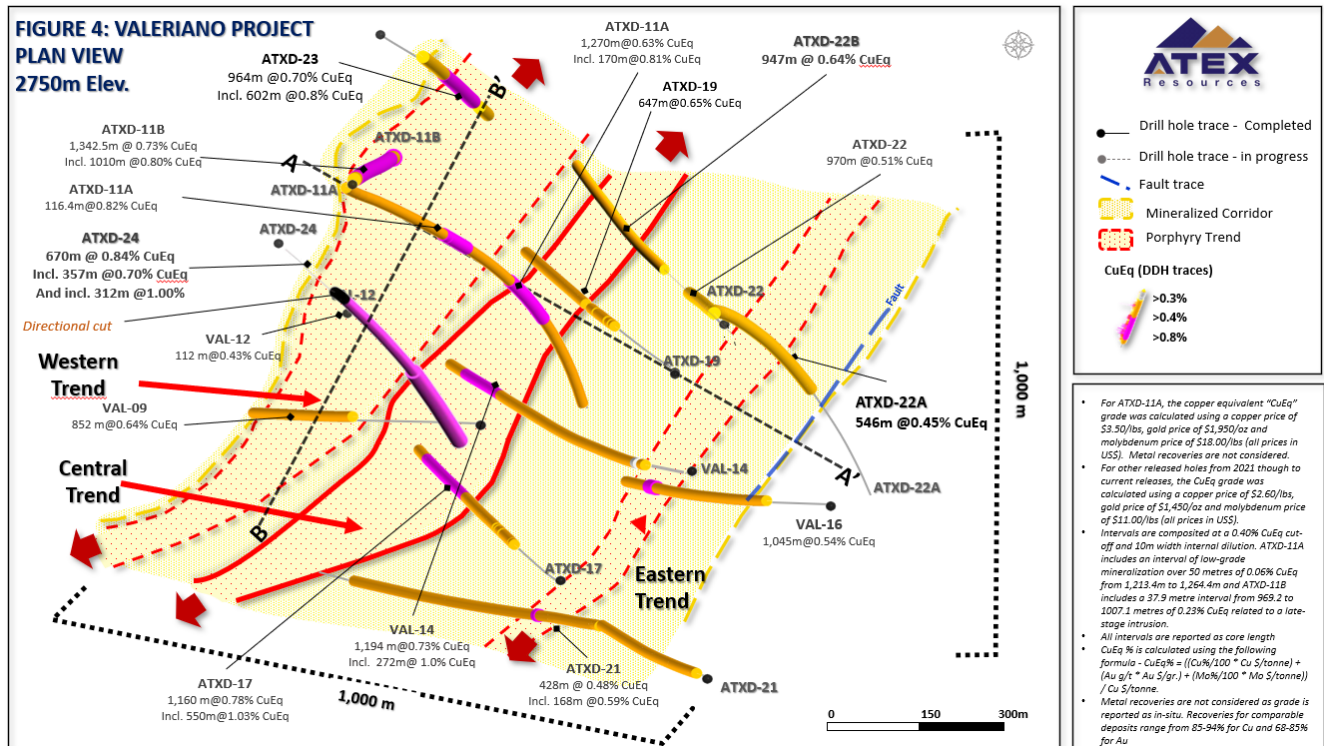 FIGURE 4: VALERIANO PROJECT
PLAN VIEW
2750m Elev.
ATXD-23
964m @0.70% CuEq
Incl. 602m @0.8% CuEq
ATXD-11A
1,270m@0.63% CuEq
Incl. 170m@0.81% CuEq
ATXD-22B
947m @ 0.64% CuEq
ATXD-19
647m@0.65% CuEq
ATXD-22
970m @0.51% CuEq
B'
ATXD-11B
1,342.5m @ 0.73% CuEq
Incl. 1010m @0.80% CuEq
ATXD-11B
A
ATXD-11A
ATXD-11A
116.4m@0.82% CuEq
ATXD-24
ATXD-24
670m @ 0.84% CuEq
Incl. 357m @0.70% CuEq
And incl. 312m @1.00%
Directional cut
L-12
VAL-12
112 m@0.43% CuEq
ATXD-22
Fault
ATXD-19
Western
Trend
VAL-09
852 m@0.64% CuEq
ATXD-22A
546m @0.45% CuEq
1,000 m
Central
Trend
VAL-14
A'
ATXD-22A
VAL-16
1,045m@0.54% CuEq
B
ATXD-17
Eastern
Trend
VAL-14
1,194 m@0.73% CuEq
Incl. 272m @ 1.0% CuEq
ATXD-17
1,160 m@0.78% CuEq
Incl. 550m@1.03% CuEq
ATXD-21
428m @ 0.48% CuEq
Incl. 168m @0.59% CuEq
ATXD-21
1,000 m
0 150 300m
ATEX
Resources
Drill hole trace - Completed
Drill hole trace - in progress
Fault trace
Mineralized Corridor
Porphyry Trend
CuEq (DDH traces)
>0.3%
>0.4%
>0.8%
• For ATXD-11A, the copper equivalent “CuEq”
grade was calculated using a copper price of
$3.50/lbs, gold price of $1,950/oz and
molybdenum price of $18.00/lbs (all prices in
US$). Metal recoveries are not considered.
• For other released holes from 2021 though to
current releases, the CuEq grade was
calculated using a copper price of $2.60/lbs,
gold price of $1,450/oz and molybdenum price
of $11.00/lbs (all prices in US$).
• Intervals are composited at a 0.40% CuEq cut-
off and 10m width internal dilution. ATXD-11A
includes an interval of low-grade
mineralization over 50 metres of 0.06% CuEq
from 1,213.4m to 1,264.4m and ATXD-11B
includes a 37.9 metre interval from 969.2 to
1007.1 metres of 0.23% CuEq related to a late-
stage intrusion.
• All intervals are reported as core length
• CuEq % is calculated using the following
formula - CuEq% = ((Cu%/100 * Cu $/tonne) +
(Au g/t * Au $/gr.) + (Mo%/100 * Mo $/tonne))
/ Cu $/tonne.
• Metal recoveries are not considered as grade is
reported as in-situ. Recoveries for comparable
deposits range from 85-94% for Cu and 68-85%
for Au